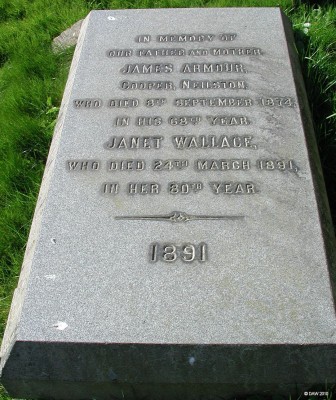 IN MEMORY OF
OUR FATHER AND MOTHER
JAMES ARMOUR,
COOPER, NEILSTON,
WHO DIED 9TH SEPTEMBER 1874,
IN HIS 68TH YEAR.
JANET WALLACE,
WHO DIED 24TH MARCH 1891,
IN HER 80TH YEAR.
1891
© DAW 2010